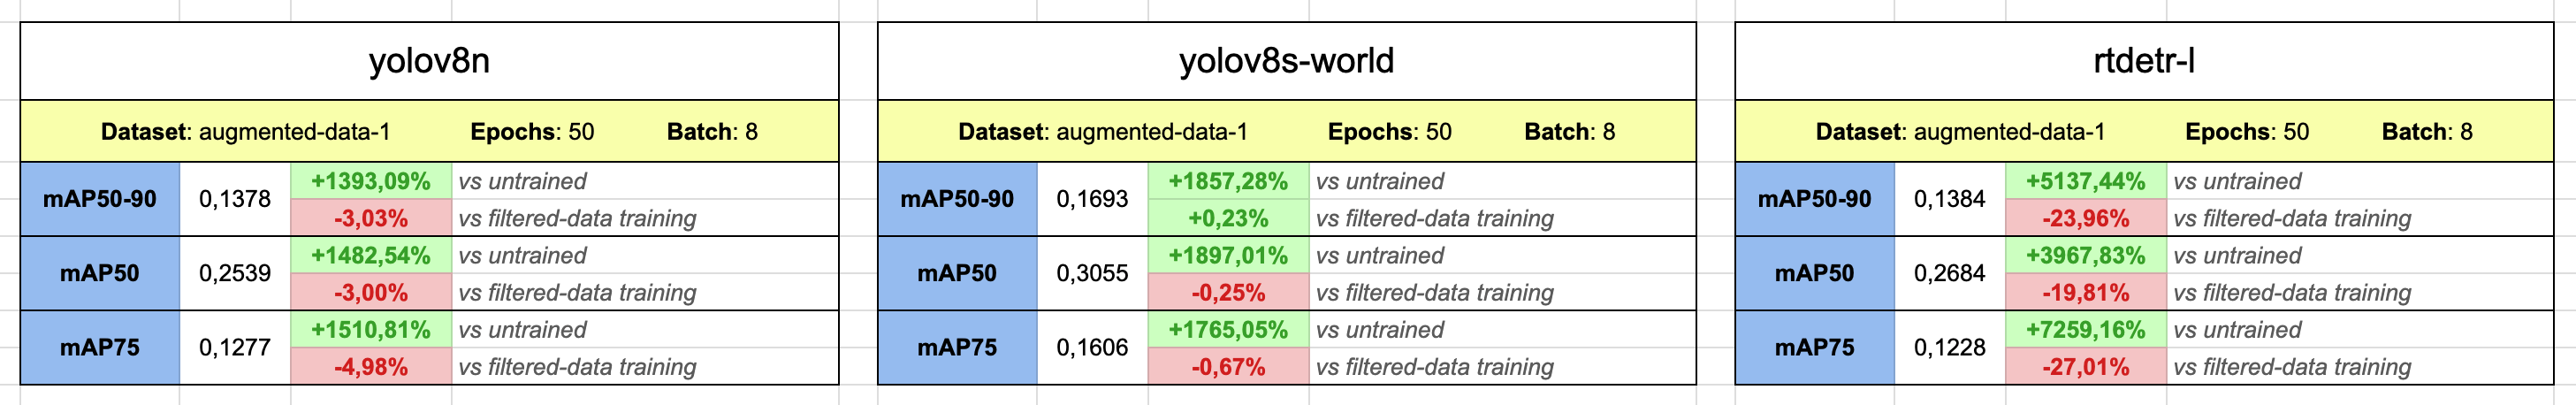 yolov8n
Dataset: augmented-data-1 Epochs: 50 Batch: 8
mAP50-90 0,1378 +1393,09% vs untrained
-3,03% vs filtered-data training
mAP50 0,2539 +1482,54% vs untrained
-3,00% vs filtered-data training
mAP75 0,1277 +1510,81% vs untrained
-4,98% vs filtered-data training
yolov8s-world
Dataset: augmented-data-1 Epochs: 50 Batch: 8
mAP50-90 0,1693 +1857,28% vs untrained
+0,23% vs filtered-data training
mAP50 0,3055 +1897,01% vs untrained
-0,25% vs filtered-data training
mAP75 0,1606 +1765,05% vs untrained
-0,67% vs filtered-data training
rtdetr-l
Dataset: augmented-data-1 Epochs: 50 Batch: 8
mAP50-90 0,1384 +5137,44% vs untrained
-23,96% vs filtered-data training
mAP50 0,2684 +3967,83% vs untrained
-19,81% vs filtered-data training
mAP75 0,1228 +7259,16% vs untrained
-27,01% vs filtered-data training